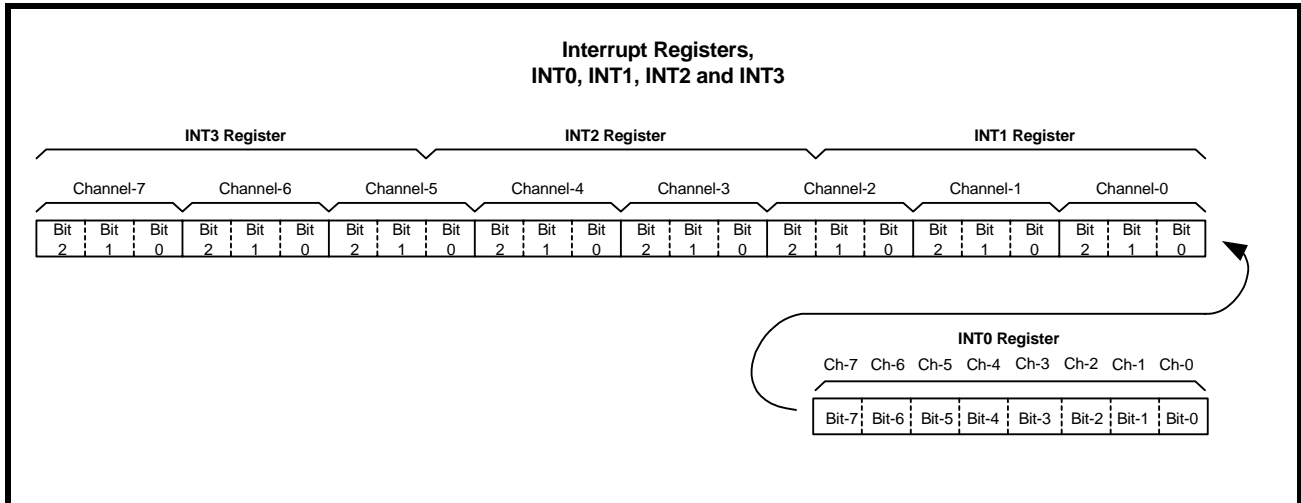 Interrupt Registers,
INT0, INT1, INT2 and INT3
INT3 Register INT2 Register INT1 Register
Channel-7 Channel-6 Channel-5 Channel-4 Channel-3 Channel-2 Channel-1 Channel-0
Bit Bit Bit Bit Bit Bit Bit Bit Bit Bit Bit Bit Bit Bit Bit Bit Bit Bit Bit Bit Bit Bit Bit Bit
2 1 0 2 1 0 2 1 0 2 1 0 2 1 0 2 1 0 2 1 0 2 1 0
INT0 Register
Ch-7 Ch-6 Ch-5 Ch-4 Ch-3 Ch-2 Ch-1 Ch-0
Bit-7 Bit-6 Bit-5 Bit-4 Bit-3 Bit-2 Bit-1 Bit-0